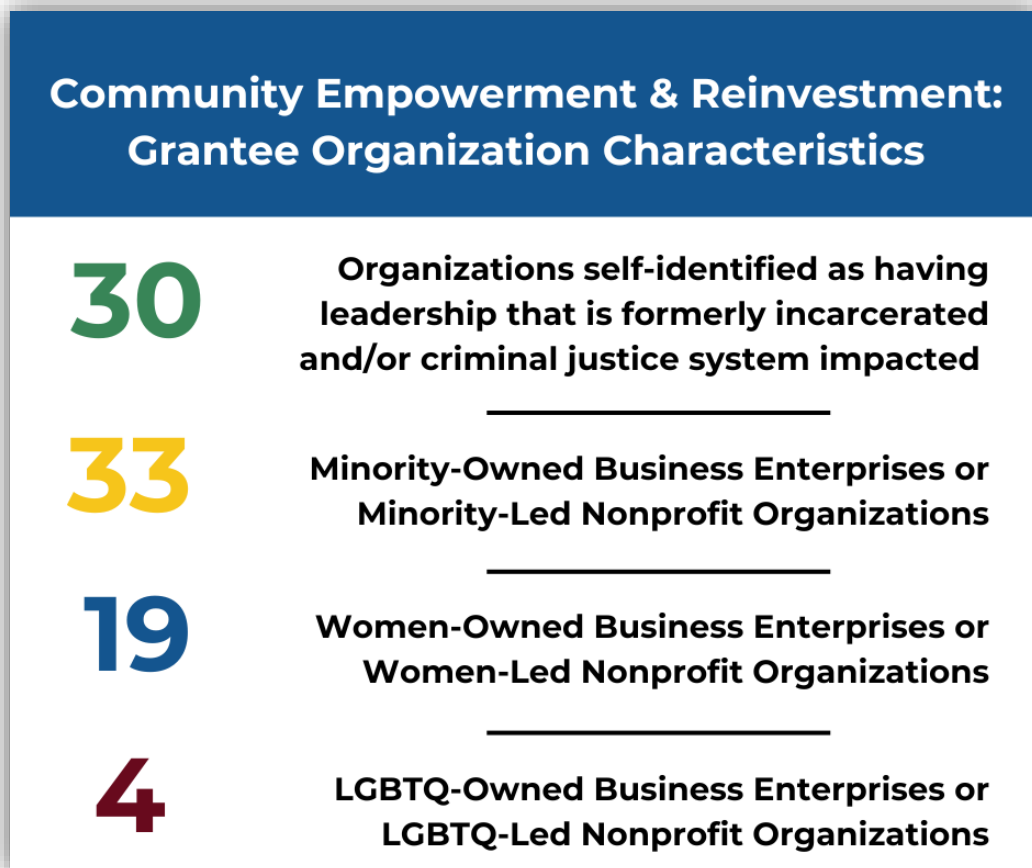 Community Empowerment & Reinvestment:
Grantee Organization Characteristics
30
Organizations self-identified as having
leadership that is formerly incarcerated
and/or criminal justice system impacted
33
Minority-Owned Business Enterprises or
Minority-Led Nonprofit Organizations
19
Women-Owned Business Enterprises or
Women-Led Nonprofit Organizations
4
LGBTQ-Owned Business Enterprises or
LGBTQ-Led Nonprofit Organizations